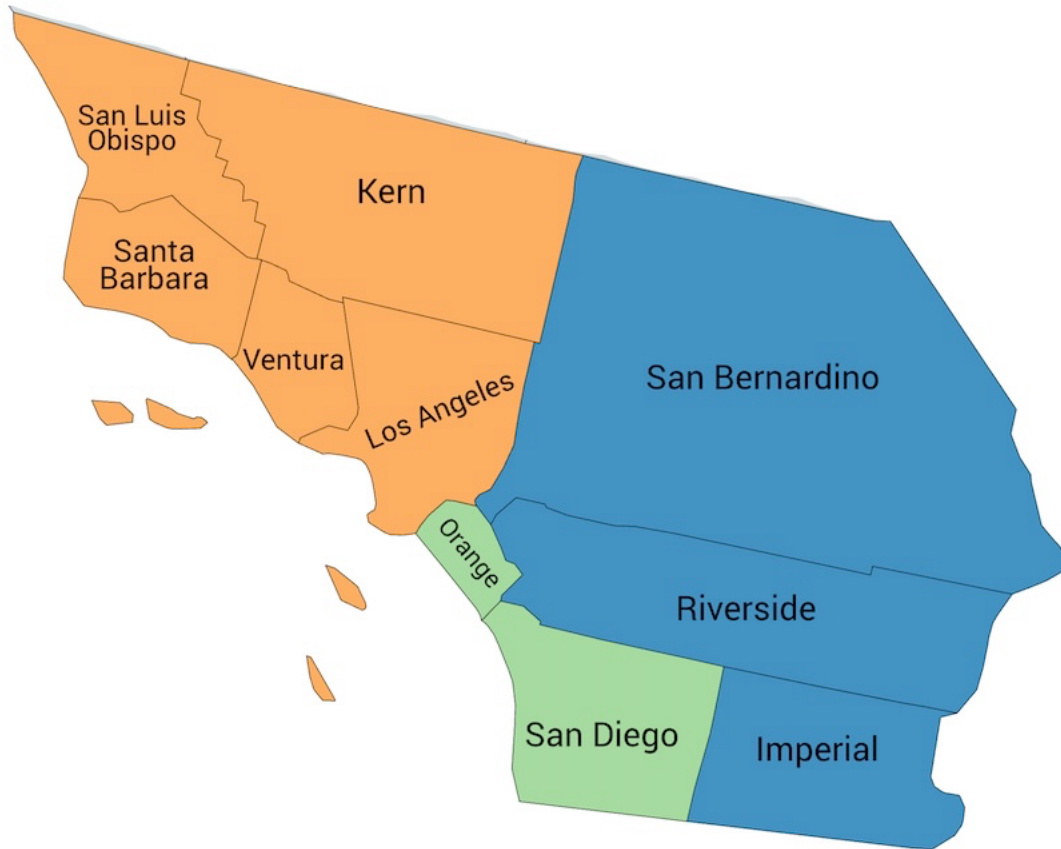 San Luis
Obispo
Kern
Santa
Barbara
Ventura
Los Angeles
San Bernardino
Orange
Riverside
San Diego
Imperial